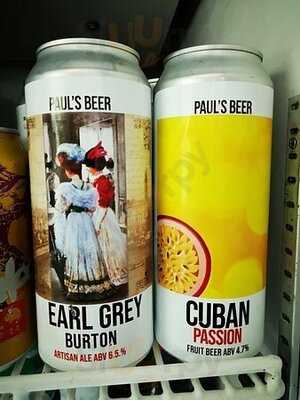 PAUL'S BEER
EARL GREY
BURTON
ARTISAN ALE ABV 6.5.%
PAUL'S BEER
CUBAN
PASSION
FRUIT BEER ABV 4.7%